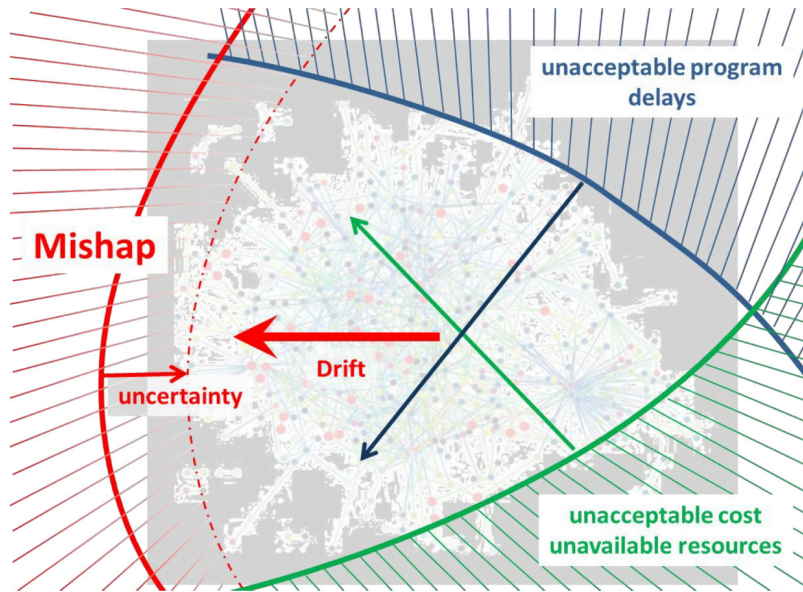 unacceptable program
delays
Mishap
Drift
uncertainty
unacceptable cost
unavailable resources